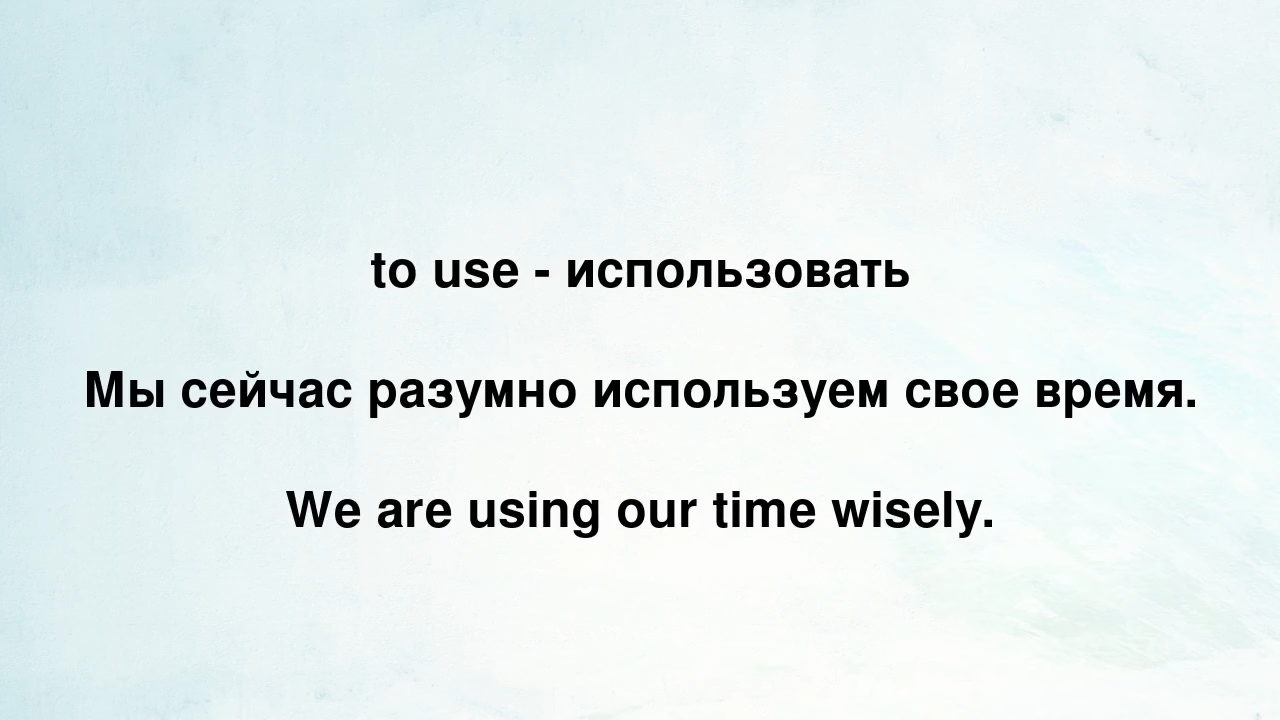 to use - использовать
Мы сейчас разумно используем свое время.
We are using our time wisely.